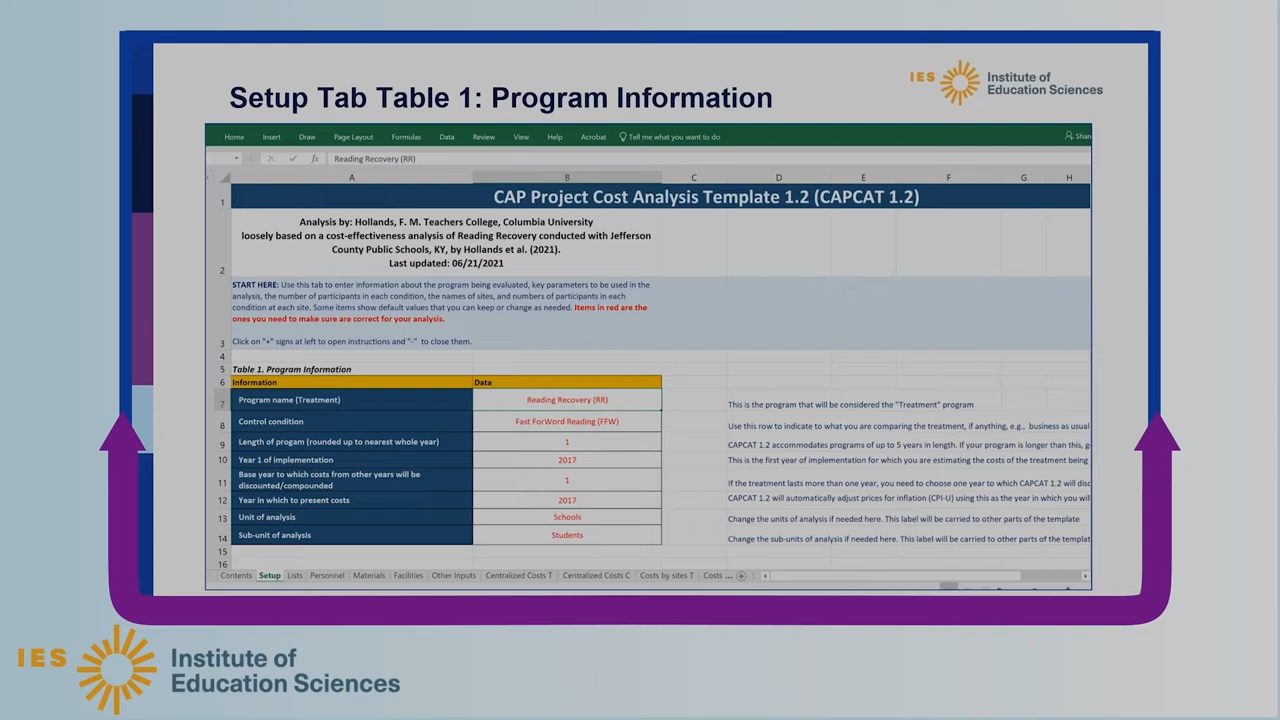 Setup Tab Table 1: Program Information
IES Institute of
Education Sciences
Home Insert Draw Page Layout Formulas Data Review View Help Acrobat Tell me what you want to do Shar
fx Reading Recovery (RR)
A B C D E F G H
1 CAP Project Cost Analysis Template 1.2 (CAPCAT 1.2)
Analysis by: Hollands, F. M. Teachers College, Columbia University
loosely based on a cost-effectiveness analysis of Reading Recovery conducted with Jefferson
County Public Schools, KY, by Hollands et al. (2021).
2 Last updated: 06/21/2021
START HERE: Use this tab to enter information about the program being evaluated, key parameters to be used in the
analysis, the number of participants in each condition, the names of sites, and numbers of participants in each
condition at each site. Some items show default values that you can keep or change as needed. Items in red are the
ones you need to make sure are correct for your analysis.
3 Click on "+" signs at left to open instructions and "-" to close them.
4
5 Table 1. Program Information
6 Information Data
7 Program name (Treatment) Reading Recovery (RR) This is the program that will be considered the "Treatment" program
8 Control condition Fast ForWord Reading (FFW) Use this row to indicate to what you are comparing the treatment, if anything, e.g., business as usual
9 Length of progam (rounded up to nearest whole year) 1 CAPCAT 1.2 accommodates programs of up to 5 years in length. If your program is longer than this, g
10 Year 1 of implementation 2017 This is the first year of implementation for which you are estimating the costs of the treatment being
Base year to which costs from other years will be
11 discounted/compounded 1 If the treatment lasts more than one year, you need to choose one year to which CAPCAT 1.2 will disc
12 Year in which to present costs 2017 CAPCAT 1.2 will automatically adjust prices for inflation (CPI-U) using this as the year in which you wil
13 Unit of analysis Schools Change the units of analysis if needed here. This label will be carried to other parts of the template
14 Sub-unit of analysis Students Change the sub-units of analysis if needed here. This label will be carried to other parts of the templat
15
16
Contents Setup Lists Personnel Materials Facilities Other Inputs Centralized Costs T Centralized Costs C Costs by sites T Costs ...
IES Institute of
Education Sciences